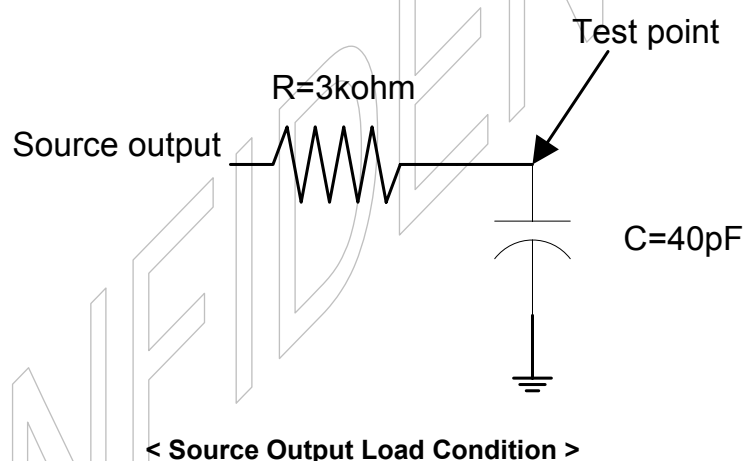 Test point
R=3kohm
Source output
C=40pF
< Source Output Load Condition >